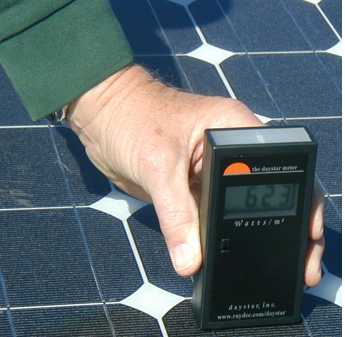 the daystar meter
623
Watts/m²
daystar, inc.
www.raydec.com/daystar